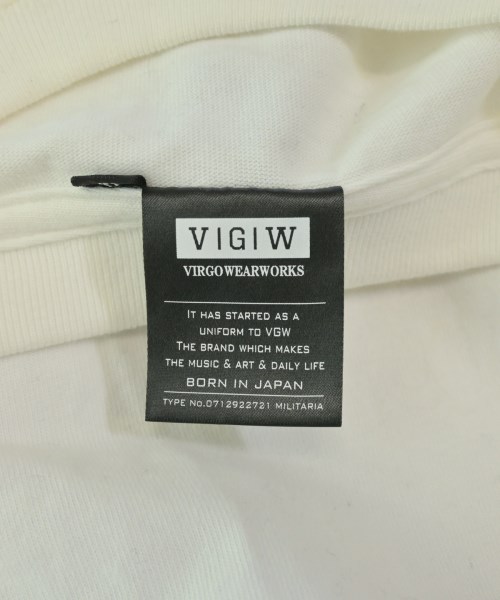 V|G|W
VIRGOWEARWORKS
IT HAS STARTED AS A
UNIFORM TO VGW
THE BRAND WHICH MAKES
THE MUSIC & ART & DAILY LIFE
BORN IN JAPAN
TYPE No.0712922721 MILITARIA